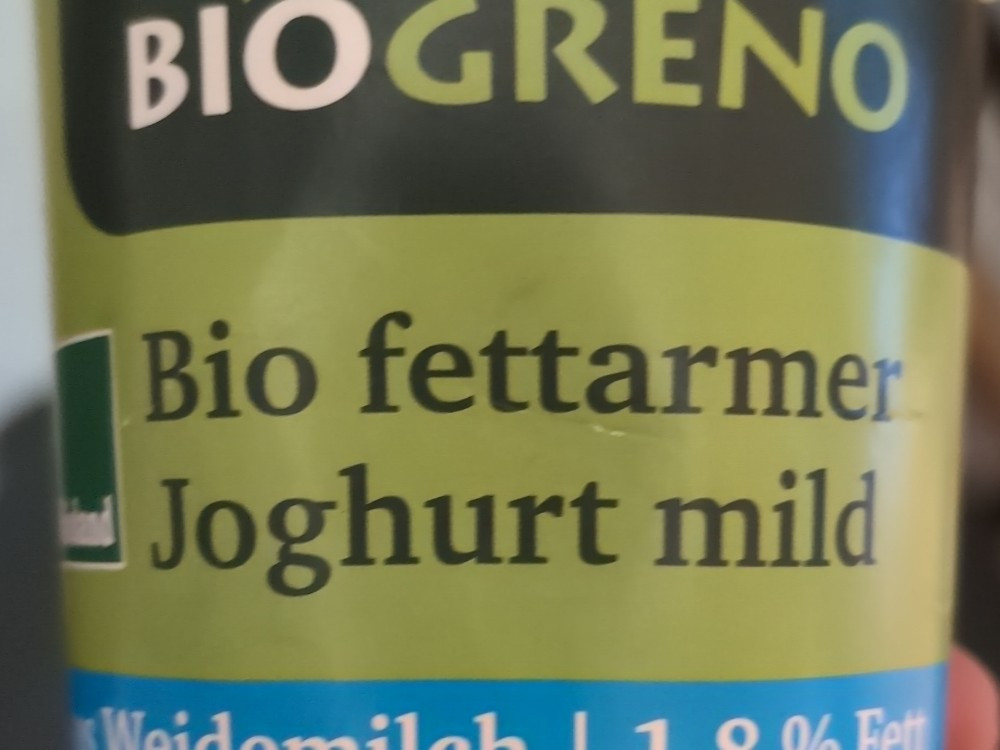 BIOGRENO
Bio fettarmer
Joghurt mild
Weidemilch | 1,8 % Fett